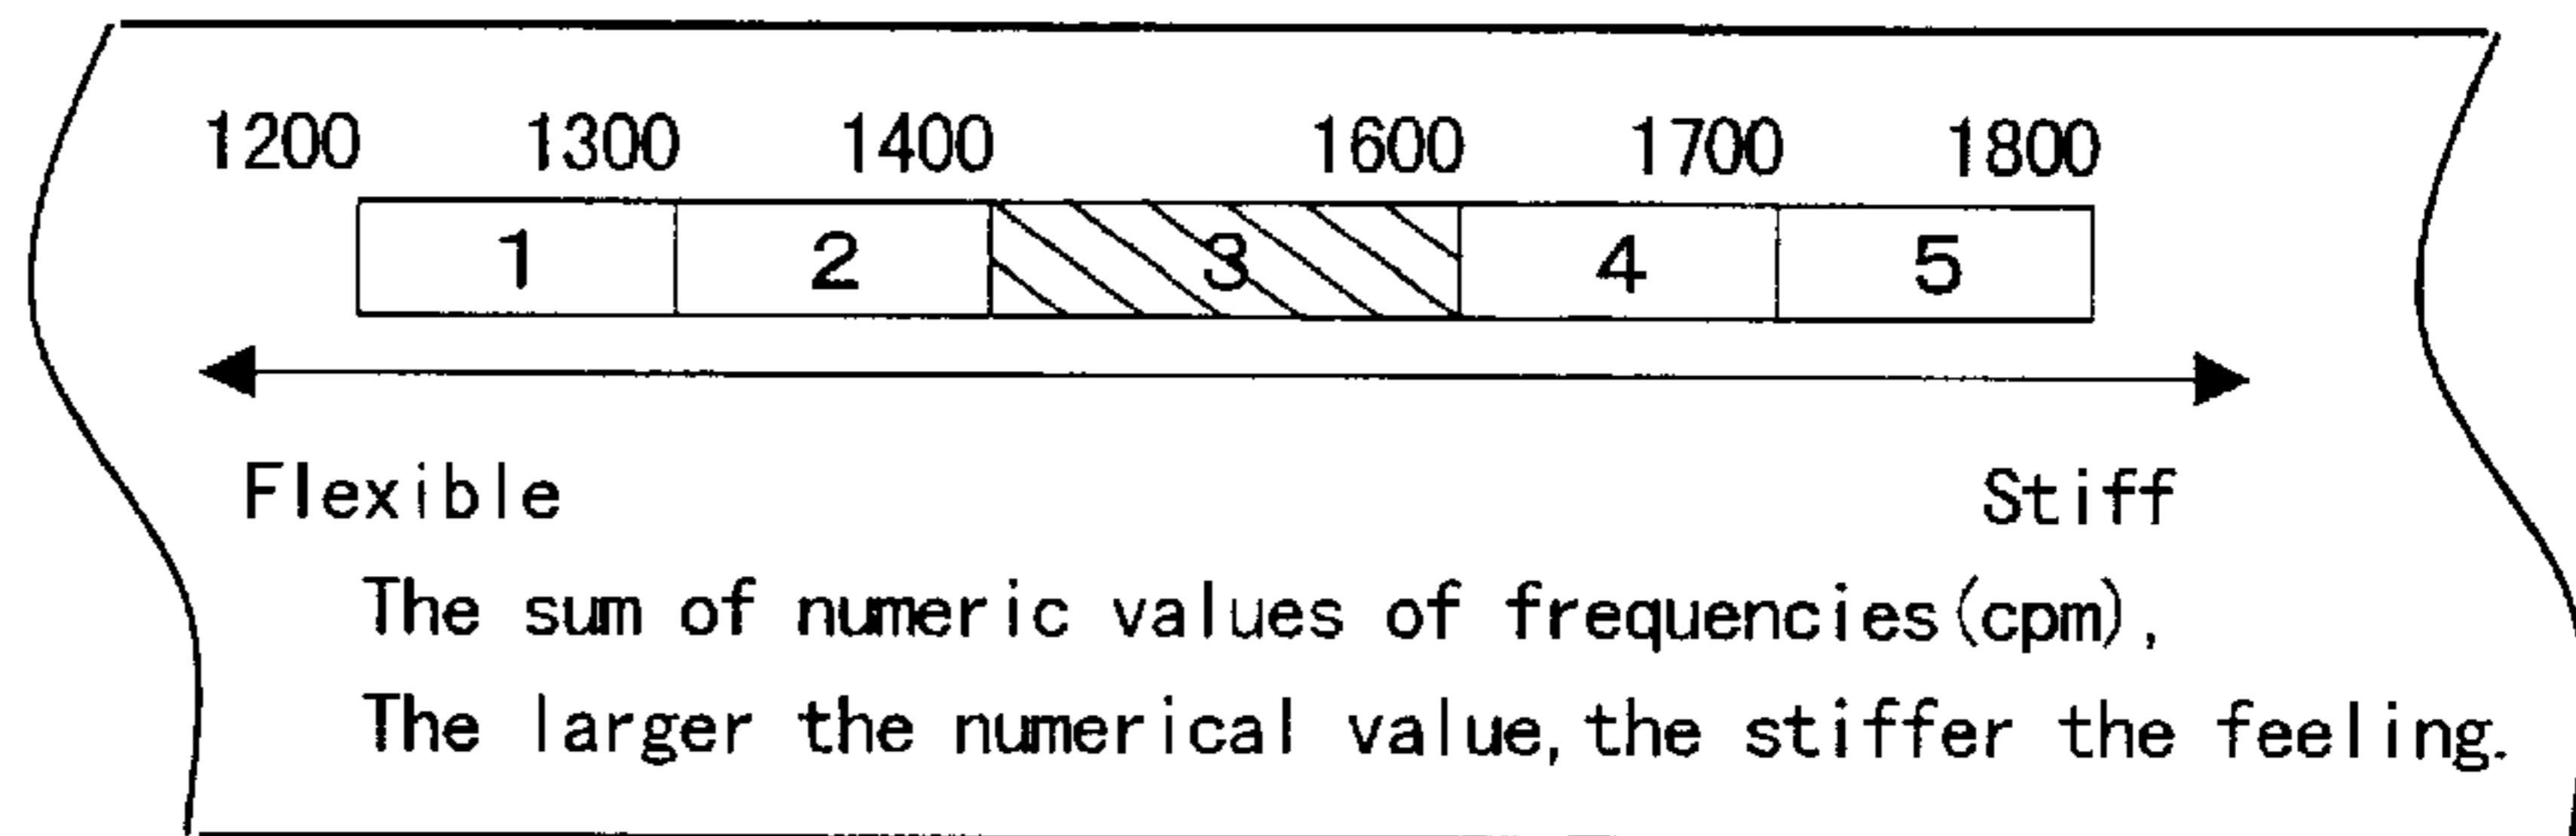 1200 1300 1400 1600 1700 1800
1 2 3 4 5
Flexible Stiff
The sum of numeric values of frequencies(cpm),
The larger the numerical value,the stiffer the feeling.